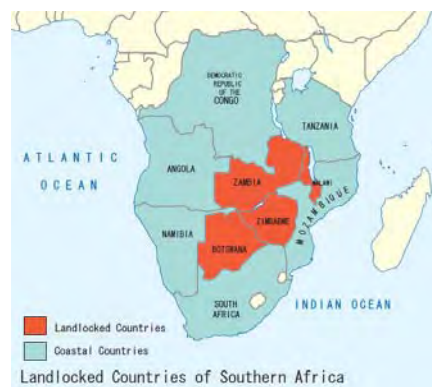 DEMOCRATIC
REPUBLIC
OF THE
CONGO
TANZANIA
ATLANTIC
OCEAN
ANGOLA
ZAMBIA
MALAWI
MOZAMBIQUE
ZIMBABWE
NAMIBIA
BOTSWANA
SOUTH
AFRICA
INDIAN OCEAN
Landlocked Countries
Coastal Countries
Landlocked Countries of Southern Africa